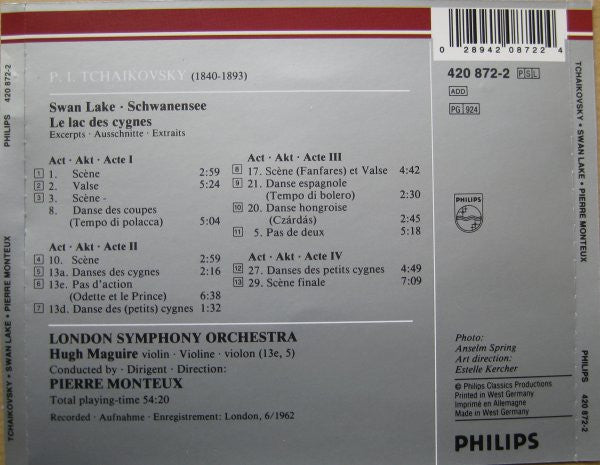 TCHAIKOVSKY • SWAN LAKE • PIERRE MONTEUX PHILIPS 420 872-2
P. I. TCHAIKOVSKY (1840-1893)
Swan Lake · Schwanensee
Le lac des cygnes
Excerpts · Ausschnitte · Extraits
Act · Akt · Acte I
1 1. Scène 2:59
2 2. Valse 5:24
3 3. Scène -
8. Danse des coupes
(Tempo di polacca) 5:04
Act · Akt · Acte II
4 10. Scène 2:59
5 13a. Danses des cygnes 2:16
6 13e. Pas d'action
(Odette et le Prince) 6:38
7 13d. Danse des (petits) cygnes 1:32
Act · Akt · Acte III
8 17. Scène (Fanfares) et Valse 4:42
9 21. Danse espagnole
(Tempo di bolero) 2:30
10 20. Danse hongroise
(Czárdás) 2:45
11 5. Pas de deux 5:18
Act · Akt · Acte IV
12 27. Danses des petits cygnes 4:49
13 29. Scène finale 7:09
LONDON SYMPHONY ORCHESTRA
Hugh Maguire violin · Violine · violon (13e, 5)
Conducted by · Dirigent · Direction:
PIERRE MONTEUX
Total playing-time 54:20
Recorded · Aufnahme · Enregistrement: London, 6/1962
0 28942 08722 4
420 872-2 PSL
ADD
PG 924
PHILIPS
Photo:
Anselm Spring
Art direction:
Estelle Kercher
© Philips Classics Productions
Printed in West Germany
Imprimé en Allemagne
Made in West Germany
PHILIPS
TCHAIKOVSKY • SWAN LAKE • PIERRE MONTEUX PHILIPS 420 872-2